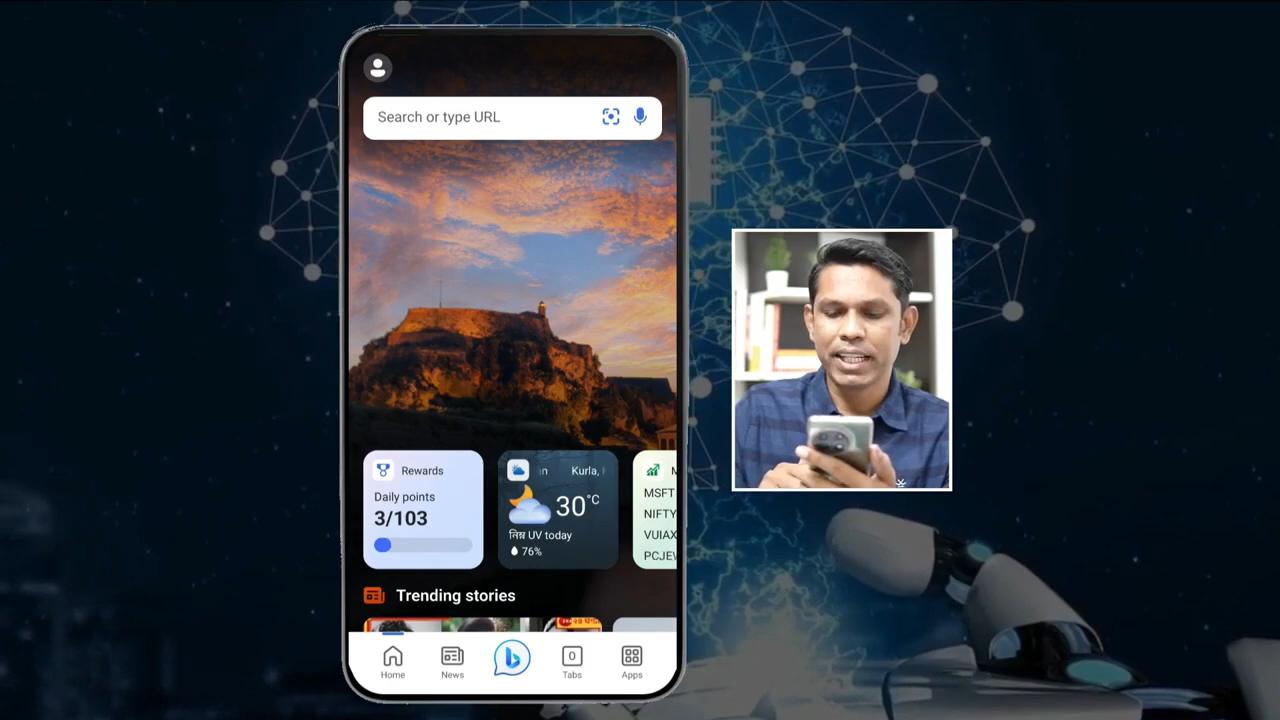 Search or type URL
Rewards
Daily points
3/103
Kurla,
30°C
निम्न UV today
76%
MSFT
NIFTY
VUIAX
Trending stories
Home
News
0
Tabs
Apps